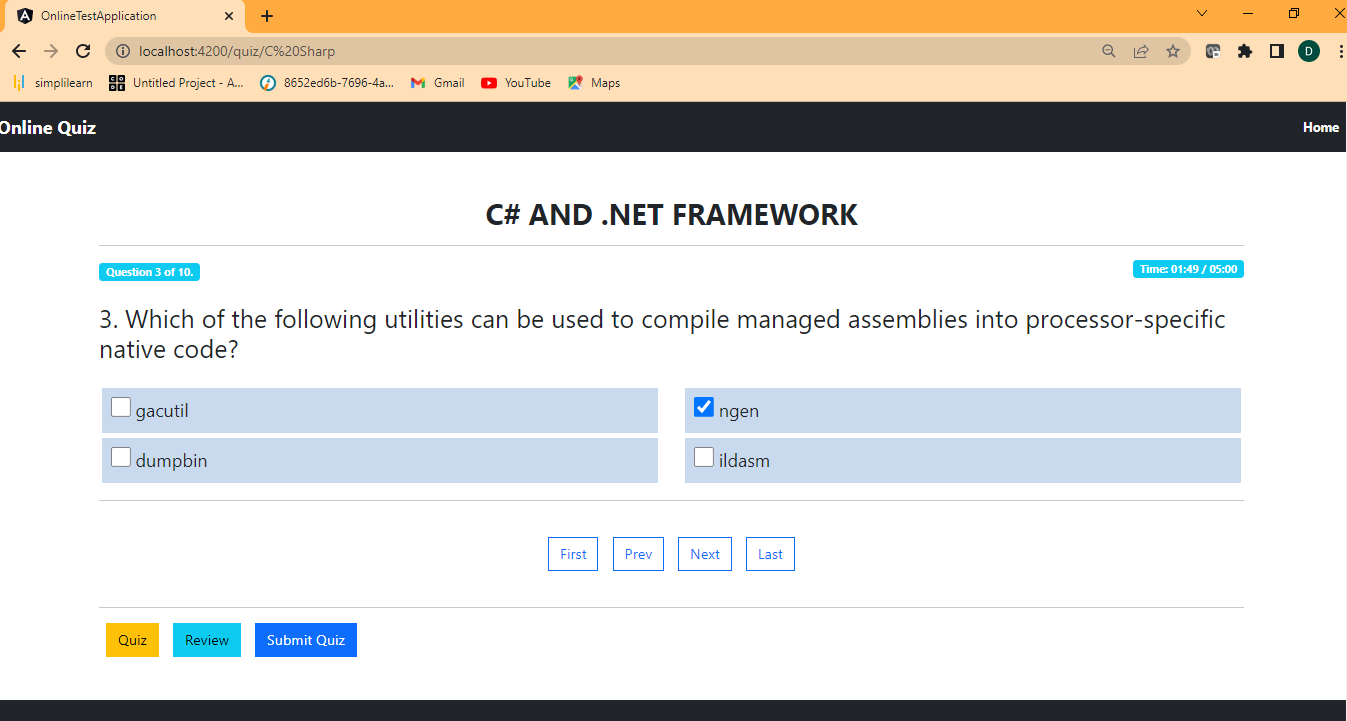 OnlineTestApplication
localhost:4200/quiz/C%20Sharp
D
simplilearn
Untitled Project - A...
8652ed6b-7696-4a...
Gmail
YouTube
Maps
Online Quiz
Home
C# AND .NET FRAMEWORK
Question 3 of 10.
Time: 01:49 / 05:00
3. Which of the following utilities can be used to compile managed assemblies into processor-specific
native code?
gacutil
ngen
dumpbin
ildasm
First
Prev
Next
Last
Quiz
Review
Submit Quiz